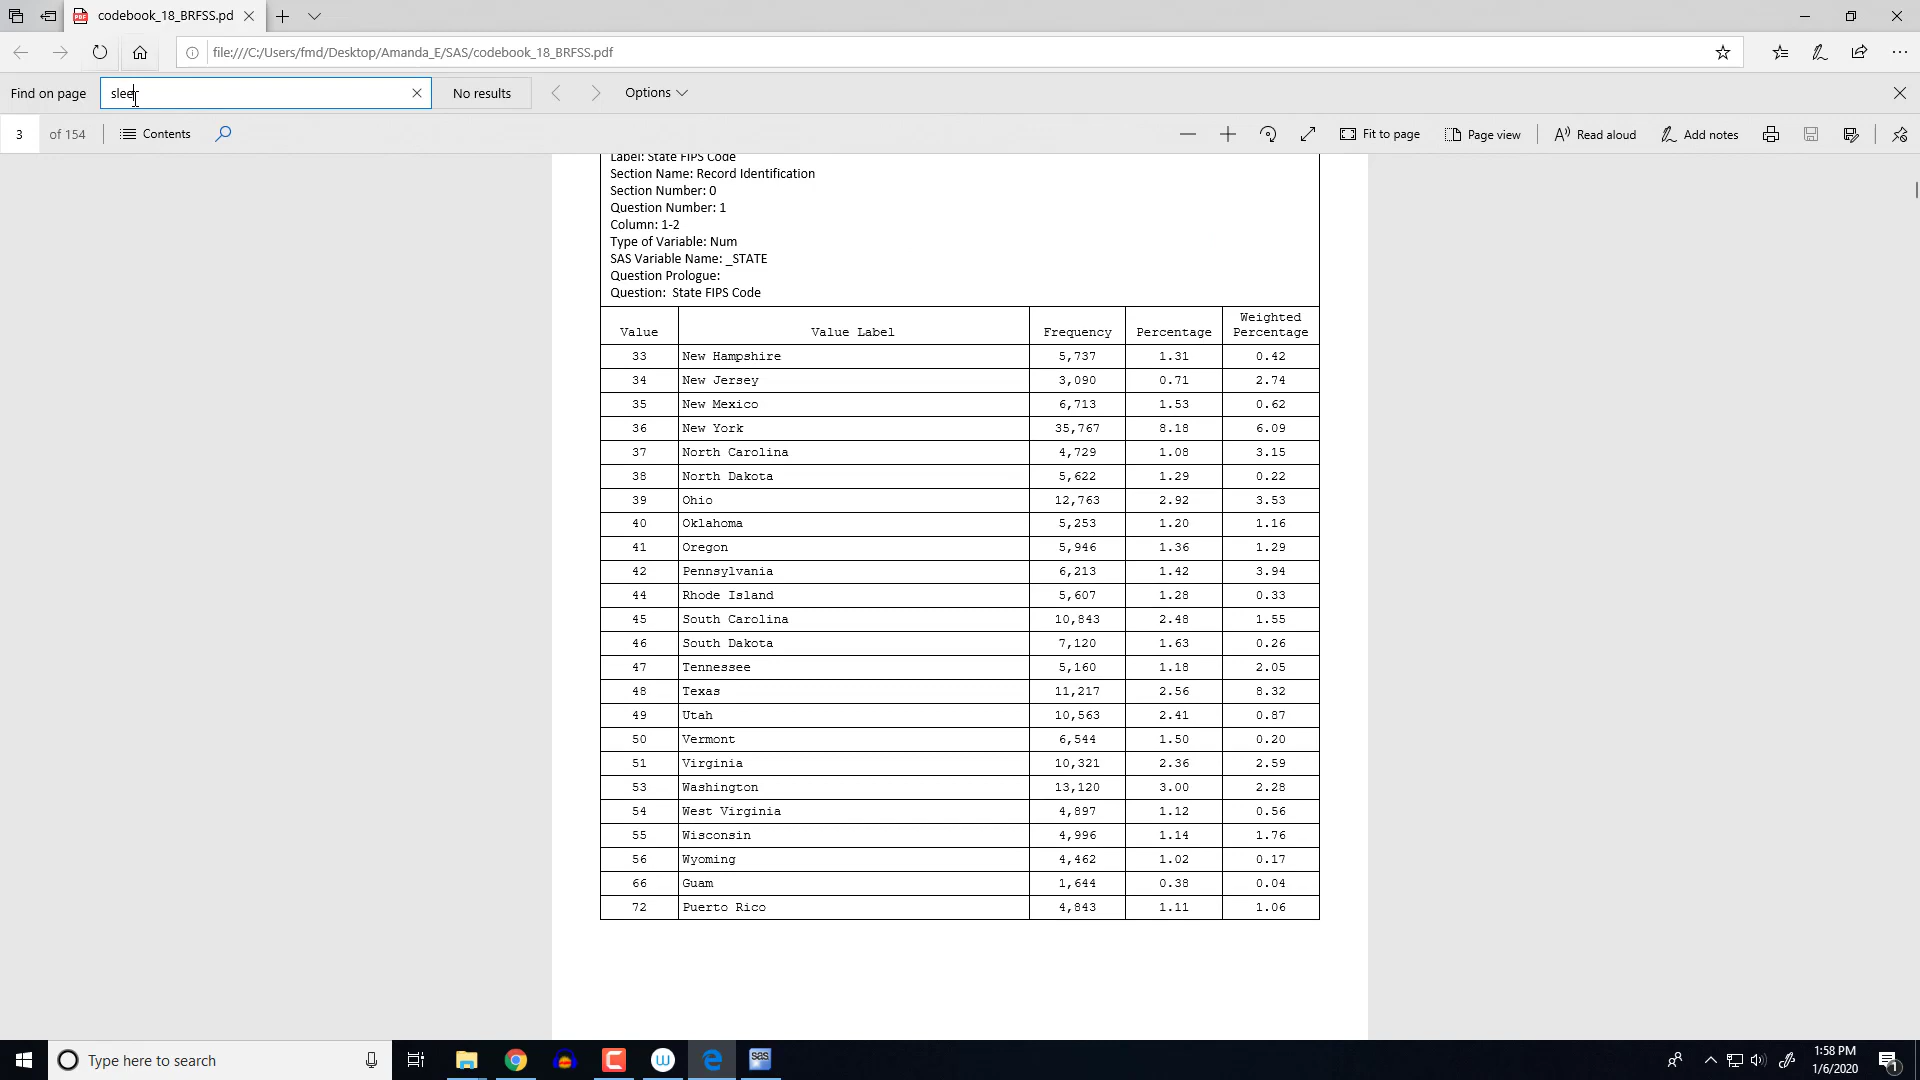 codebook_18_BRFSS.pd
file:///C:/Users/fmd/Desktop/Amanda_E/SAS/codebook_18_BRFSS.pdf
Find on page
No results
Options
3 of 154
Contents
Fit to page
Page view
Read aloud
Add notes
Label: State FIPS Code
Section Name: Record Identification
Section Number: 0
Question Number: 1
Column: 1-2
Type of Variable: Num
SAS Variable Name: _STATE
Question Prologue:
Question: State FIPS Code
Value Value Label Frequency Percentage Weighted Percentage
33 New Hampshire 5,737 1.31 0.42
34 New Jersey 3,090 0.71 2.74
35 New Mexico 6,713 1.53 0.62
36 New York 35,767 8.18 6.09
37 North Carolina 4,729 1.08 3.15
38 North Dakota 5,622 1.29 0.22
39 Ohio 12,763 2.92 3.53
40 Oklahoma 5,253 1.20 1.16
41 Oregon 5,946 1.36 1.29
42 Pennsylvania 6,213 1.42 3.94
44 Rhode Island 5,607 1.28 0.33
45 South Carolina 10,843 2.48 1.55
46 South Dakota 7,120 1.63 0.26
47 Tennessee 5,160 1.18 2.05
48 Texas 11,217 2.56 8.32
49 Utah 10,563 2.41 0.87
50 Vermont 6,544 1.50 0.20
51 Virginia 10,321 2.36 2.59
53 Washington 13,120 3.00 2.28
54 West Virginia 4,897 1.12 0.56
55 Wisconsin 4,996 1.14 1.76
56 Wyoming 4,462 1.02 0.17
66 Guam 1,644 0.38 0.04
72 Puerto Rico 4,843 1.11 1.06
Type here to search
sas
1:58 PM
1/6/2020
1